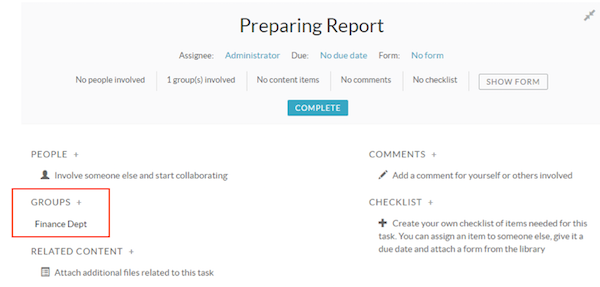 Preparing Report
Assignee: Administrator Due: No due date Form: No form
No people involved 1 group(s) involved No content items No comments No checklist SHOW FORM
COMPLETE
PEOPLE +
Involve someone else and start collaborating
GROUPS +
Finance Dept
RELATED CONTENT +
Attach additional files related to this task
COMMENTS +
Add a comment for yourself or others involved
CHECKLIST +
Create your own checklist of items needed for this
task. You can assign an item to someone else, give it a
due date and attach a form from the library